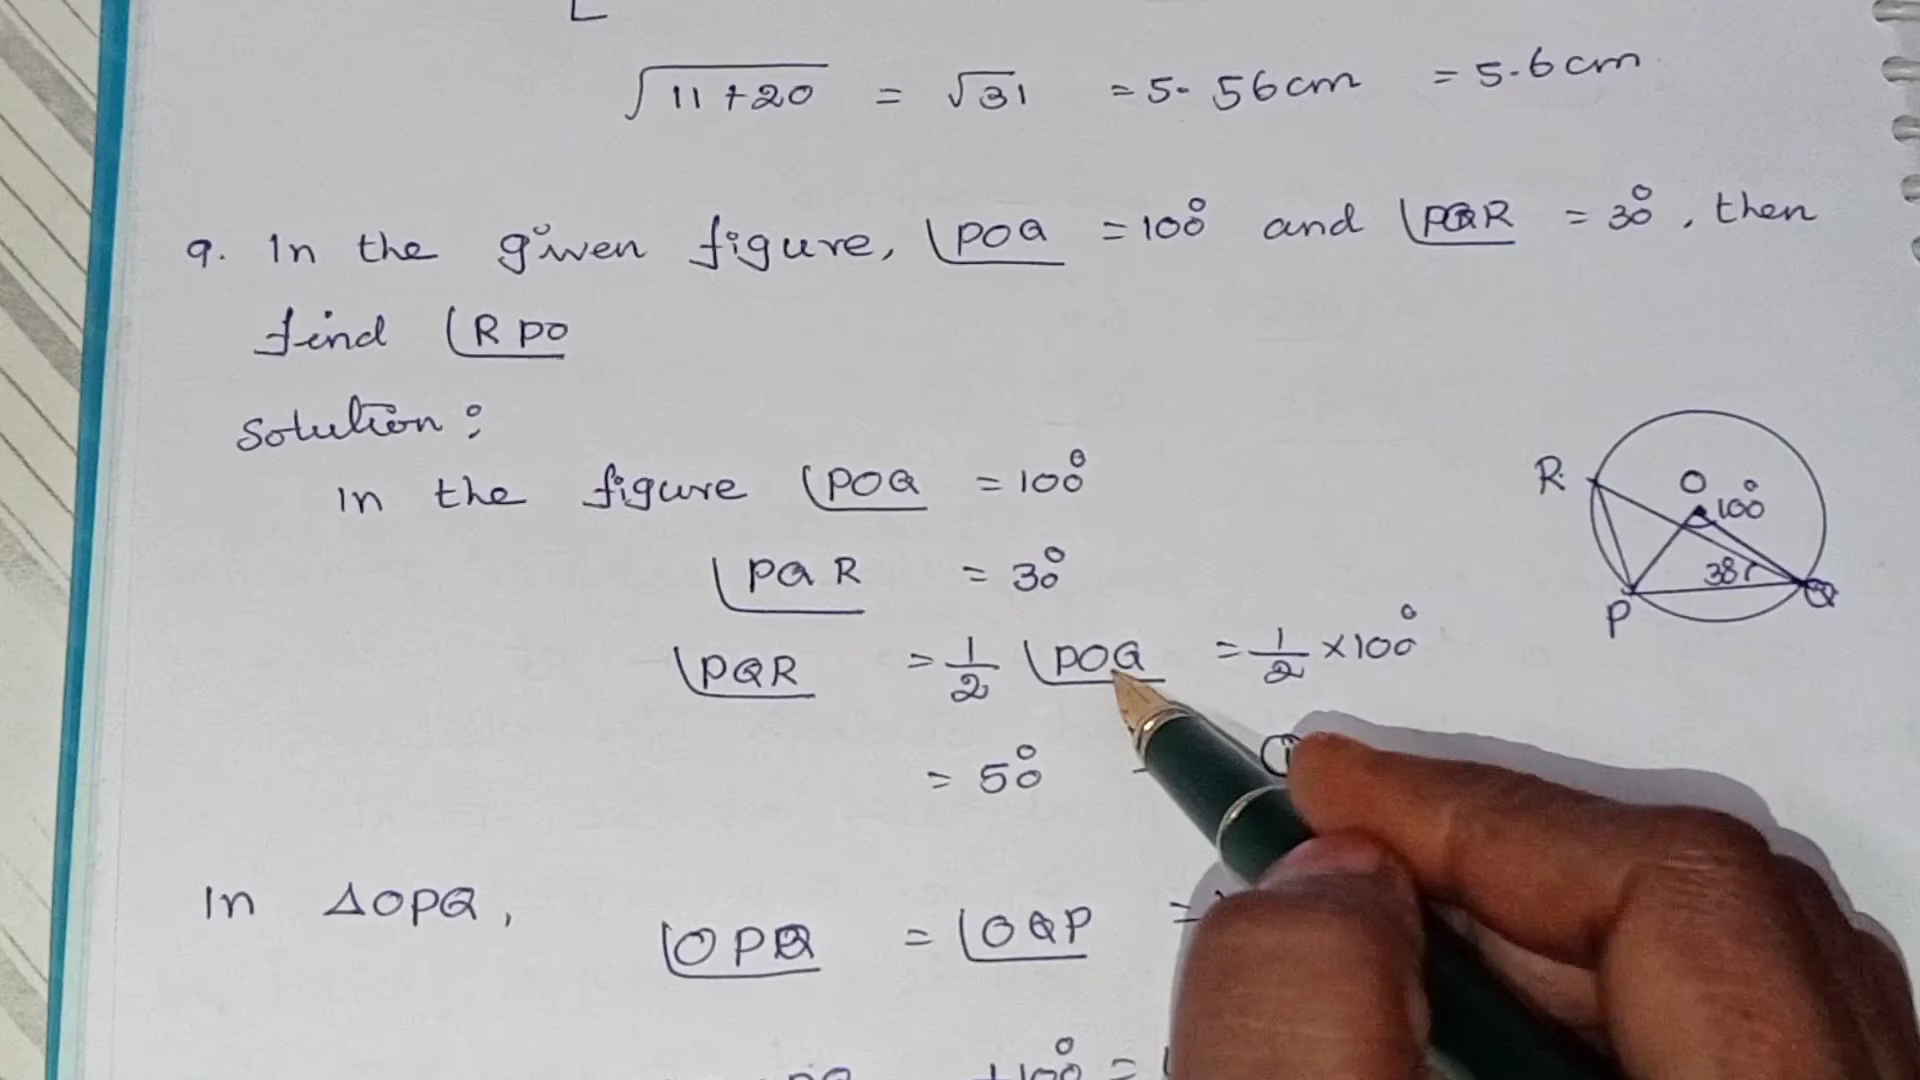 √11+20 = √31 = 5.56cm = 5.6cm
9. In the given figure, ∠POQ = 100° and ∠PQR = 30°, then
find ∠RPO
Solution:
In the figure ∠POQ = 100°
∠PQR = 30°
∠PQR = 1/2 ∠POQ = 1/2 × 100°
= 50° - ①
R
O
100°
P
Q
In ΔOPQ,
∠OPQ = ∠OQP =
+100° =